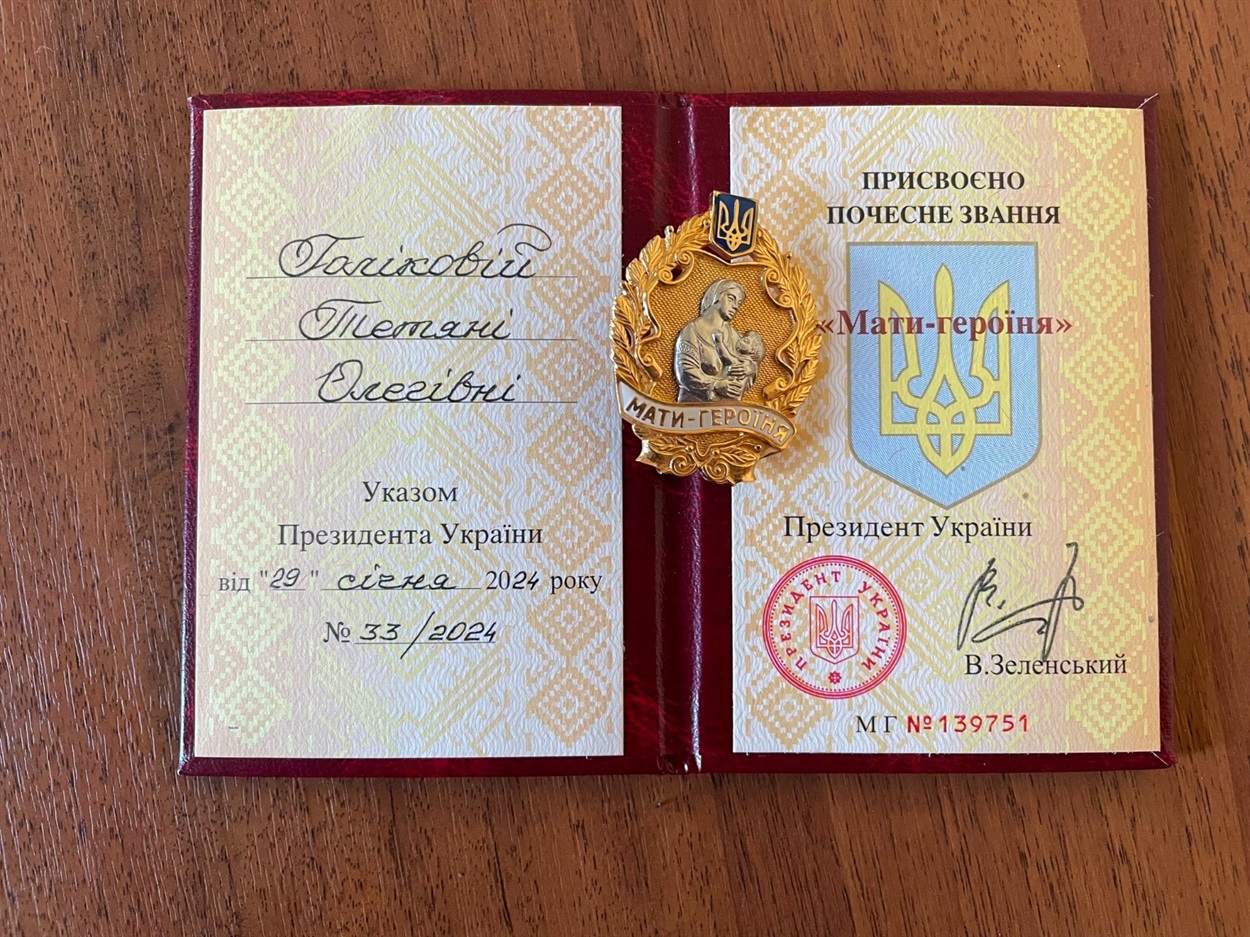 Галіковій
Тетяні
Олегівні
Указом
Президента України
від "29" січня 2024 року
№ 33/2024
МАТИ-ГЕРОЇНЯ
ПРИСВОЄНО
ПОЧЕСНЕ ЗВАННЯ
«Мати-героїня»
Президент України
ПРЕЗИДЕНТ УКРАЇНИ
В.Зеленський
МГ №139751